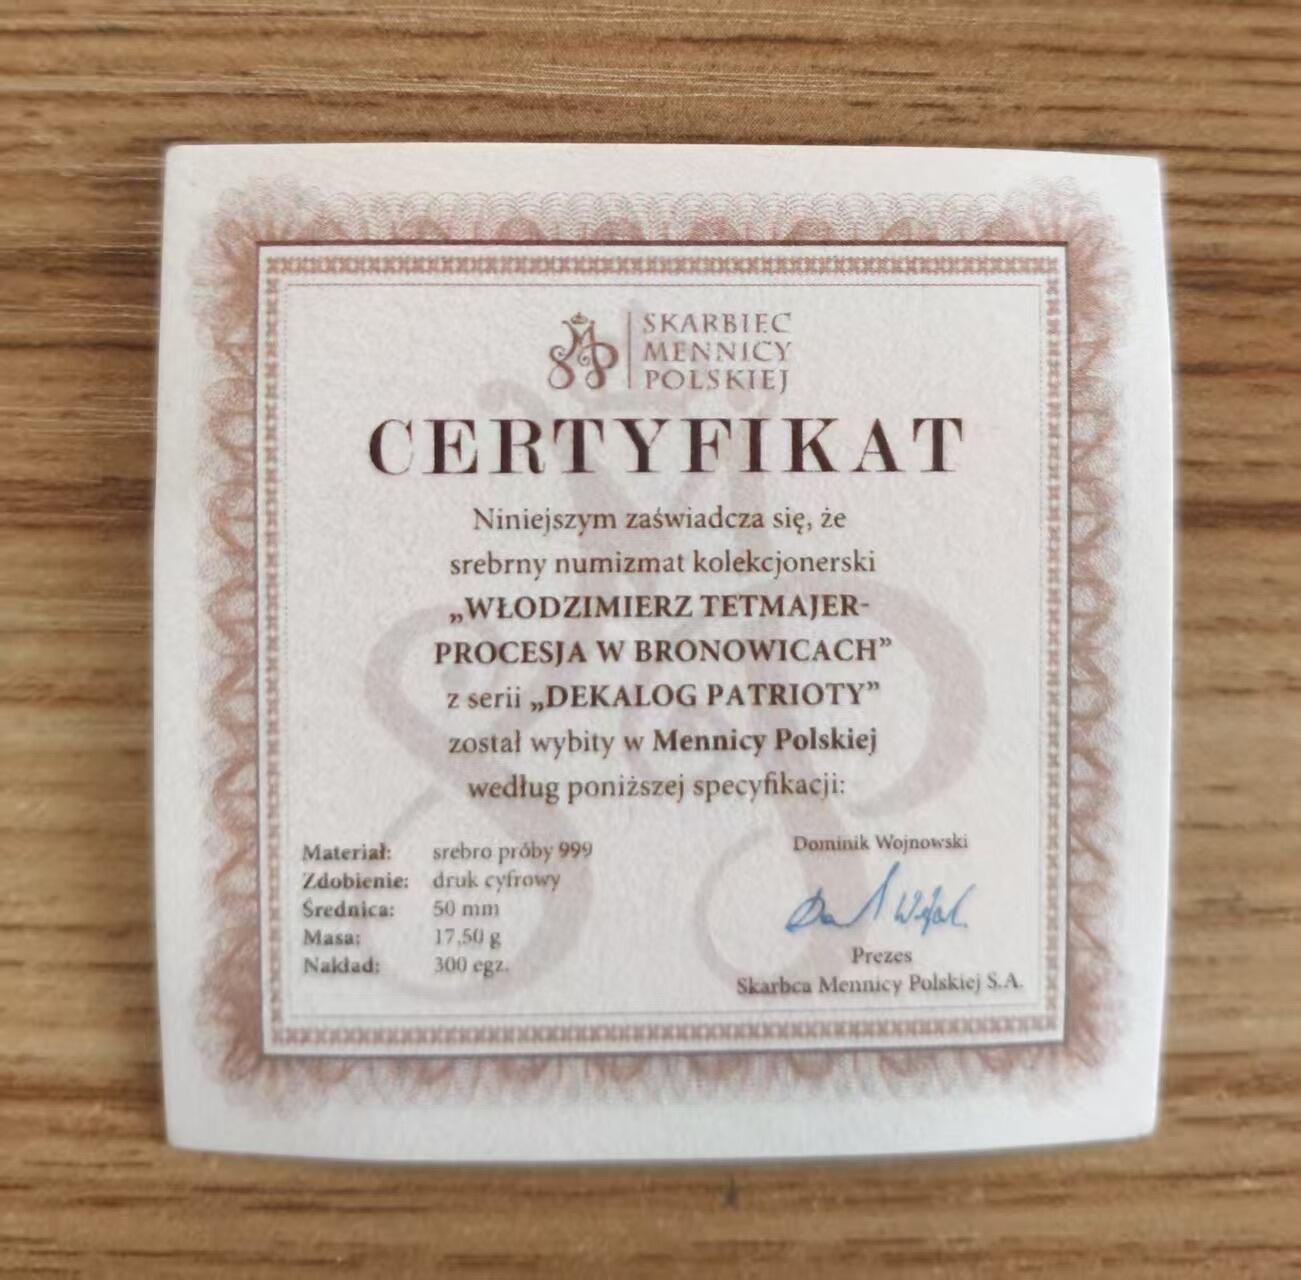 SKARBIEC
MENNICY
POLSKIEJ
CERTYFIKAT
Niniejszym zaświadcza się, że
srebrny numizmat kolekcjonerski
„WŁODZIMIERZ TETMAJER-
PROCESJA W BRONOWICACH”
z serii „DEKALOG PATRIOTY”
został wybity w Mennicy Polskiej
według poniższej specyfikacji:
Materiał: srebro próby 999
Zdobienie: druk cyfrowy
Średnica: 50 mm
Masa: 17,50 g
Nakład: 300 egz.
Dominik Wojnowski
Prezes
Skarbca Mennicy Polskiej S.A.